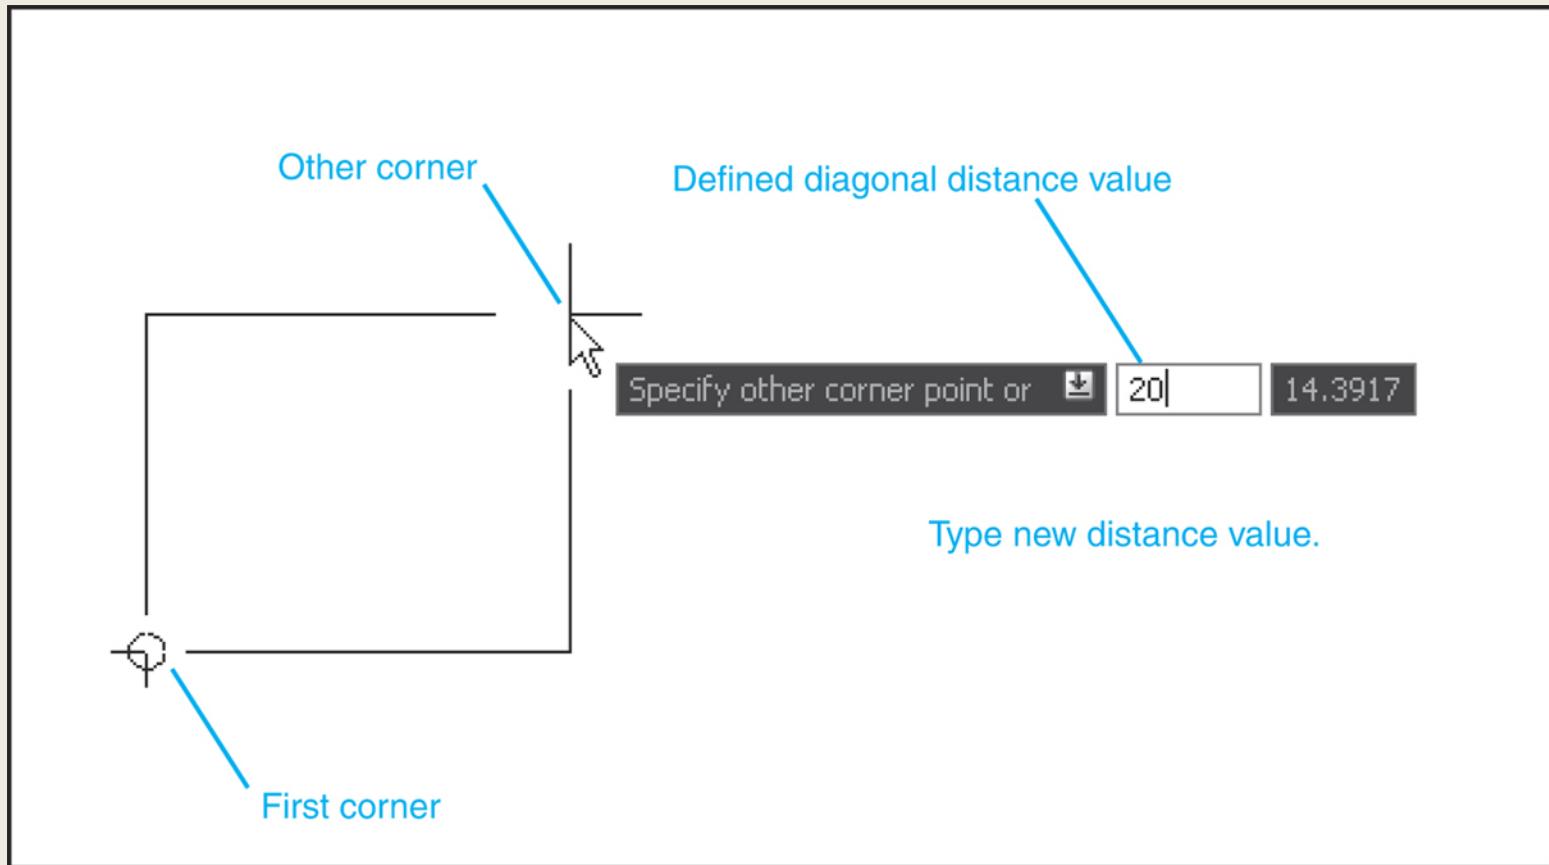 Other corner
Defined diagonal distance value
Specify other corner point or 20 14.3917
Type new distance value.
First corner